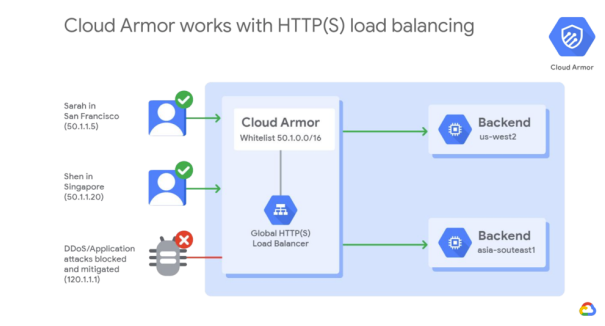 Cloud Armor works with HTTP(S) load balancing
Cloud Armor
Sarah in
San Francisco
(50.1.1.5)
Shen in
Singapore
(50.1.1.20)
DDoS/Application
attacks blocked
and mitigated
(120.1.1.1)
Cloud Armor
Whitelist 50.1.0.0/16
Global HTTP(S)
Load Balancer
Backend
us-west2
Backend
asia-souteast1